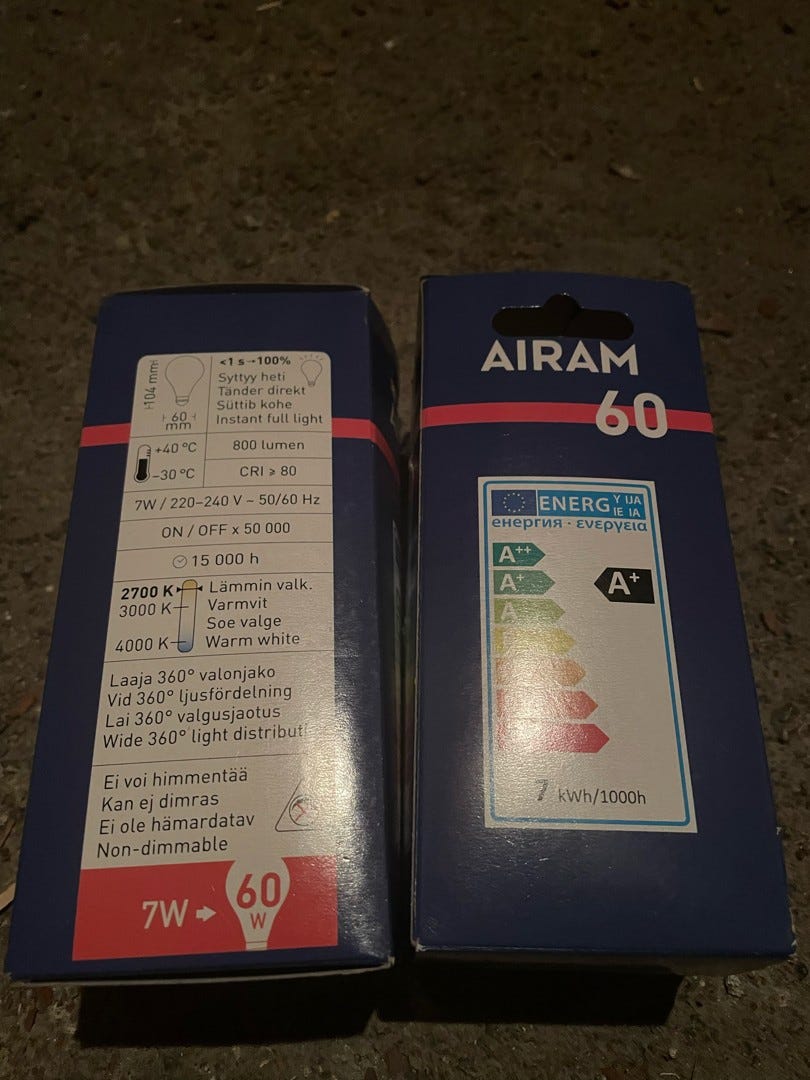 104 mm
60
mm
<1 s→100%
Syttyy heti
Tänder direkt
Süttib kohe
Instant full light
+40 °C
-30 °C
800 lumen
CRI ≥ 80
7W / 220-240 V ~ 50/60 Hz
ON / OFF x 50 000
15 000 h
2700 K
3000 K
4000 K
Lämmin valk.
Varmvit
Soe valge
Warm white
Laaja 360° valonjako
Vid 360° ljusfördelning
Lai 360° valgusjaotus
Wide 360° light distributi
Ei voi himmentää
Kan ej dimras
Ei ole hämardatav
Non-dimmable
7W → 60
W
AIRAM
60
ENERG Y IJA
IE IA
енергия · ενεργεια
A++
A+
A
A+
7 kWh/1000h